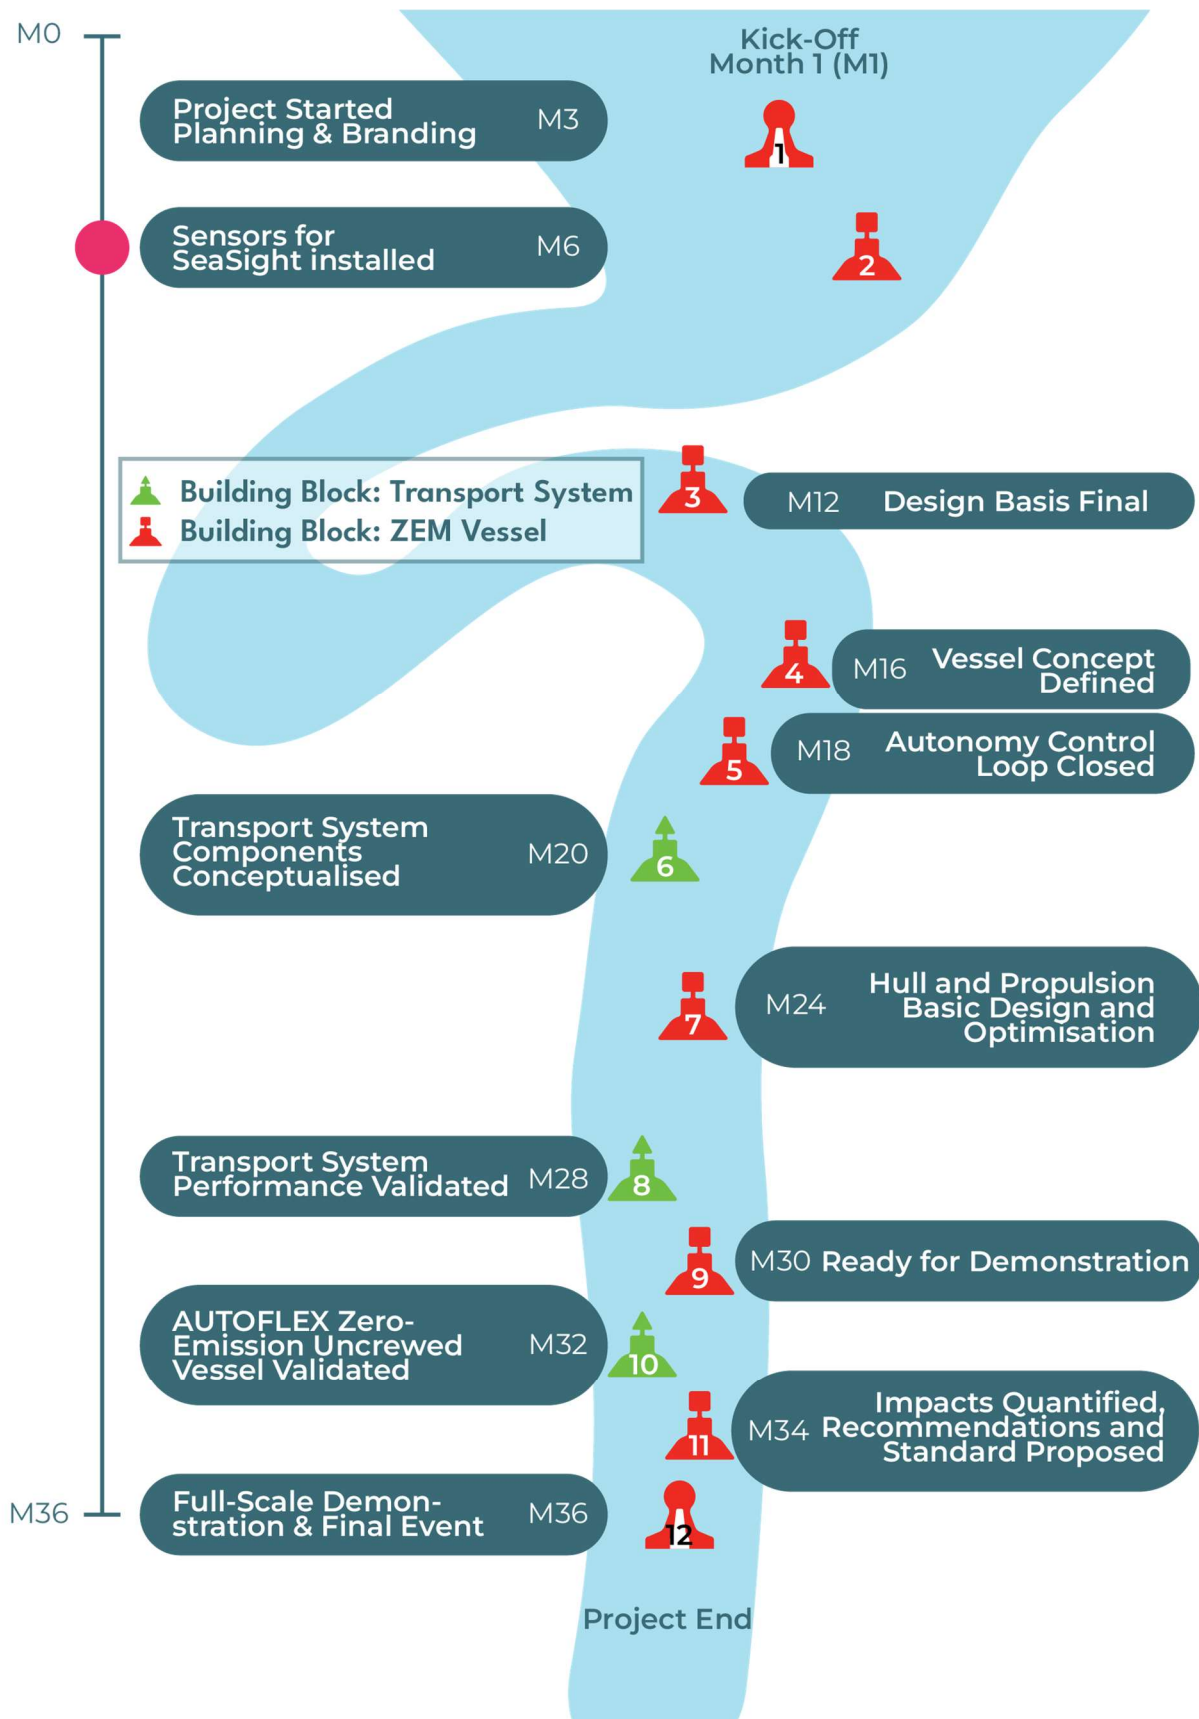 M0
Kick-Off
Month 1 (M1)
Project Started
Planning & Branding
M3
1
Sensors for
SeaSight installed
M6
2
Building Block: Transport System
Building Block: ZEM Vessel
3
M12
Design Basis Final
4
M16
Vessel Concept
Defined
5
M18
Autonomy Control
Loop Closed
Transport System
Components
Conceptualised
M20
6
7
M24
Hull and Propulsion
Basic Design and
Optimisation
Transport System
Performance Validated
M28
8
9
M30 Ready for Demonstration
AUTOFLEX Zero-
Emission Uncrewed
Vessel Validated
M32
10
11
M34
Impacts Quantified,
Recommendations and
Standard Proposed
M36
Full-Scale Demon-
stration & Final Event
M36
12
Project End